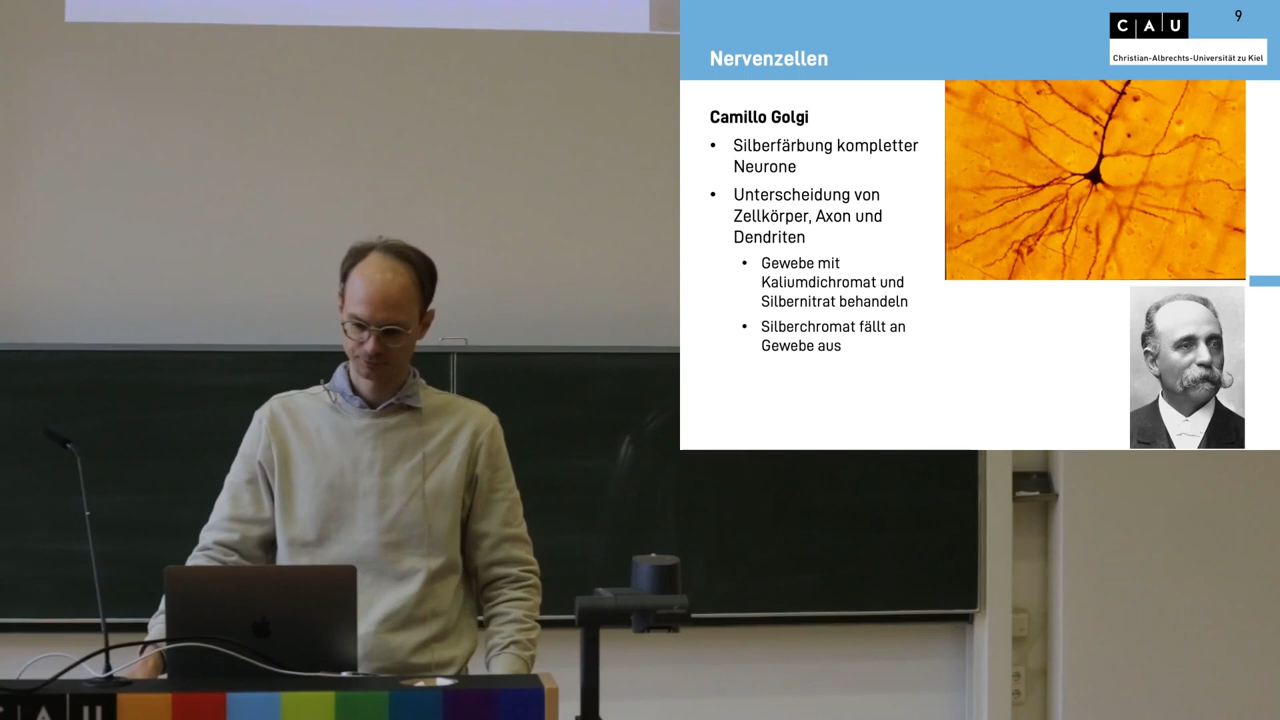 9
C A U
Nervenzellen
Christian-Albrechts-Universität zu Kiel
Camillo Golgi
• Silberfärbung kompletter
Neurone
• Unterscheidung von
Zellkörper, Axon und
Dendriten
• Gewebe mit
Kaliumdichromat und
Silbernitrat behandeln
• Silberchromat fällt an
Gewebe aus
C A U